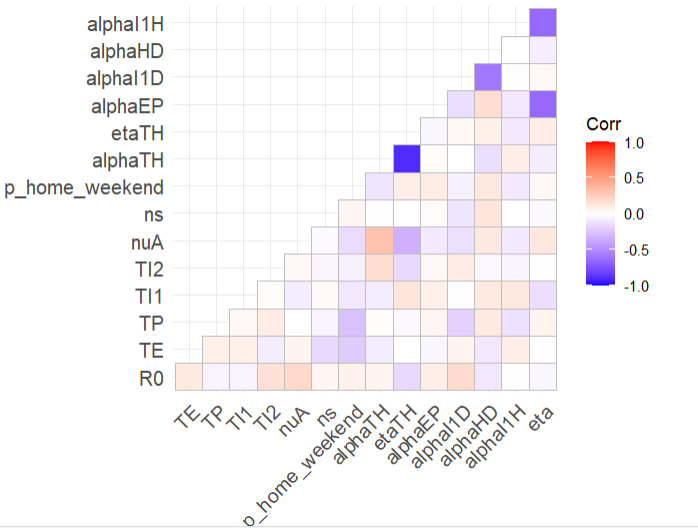 alphaI1H
alphaHD
alphaI1D
alphaEP
etaTH
alphaTH
p_home_weekend
ns
nuA
TI2
TI1
TP
TE
R0
TE
TP
TI1
TI2
nuA
ns
p_home_weekend
alphaTH
etaTH
alphaEP
alphaI1D
alphaHD
alphaI1H
eta
Corr
1.0
0.5
0.0
-0.5
-1.0